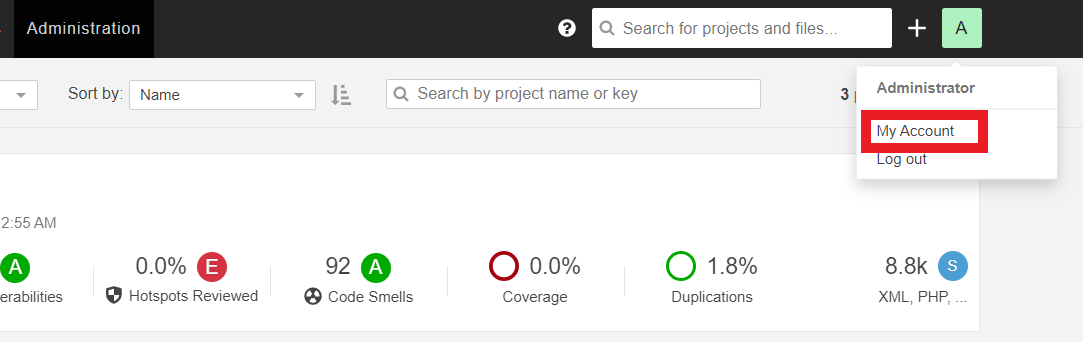 Administration
Search for projects and files...
A
Sort by:
Name
Search by project name or key
3
Administrator
My Account
Log out
2:55 AM
A
erabilities
0.0%
E
Hotspots Reviewed
92
A
Code Smells
0.0%
Coverage
1.8%
Duplications
8.8k
S
XML, PHP, ...